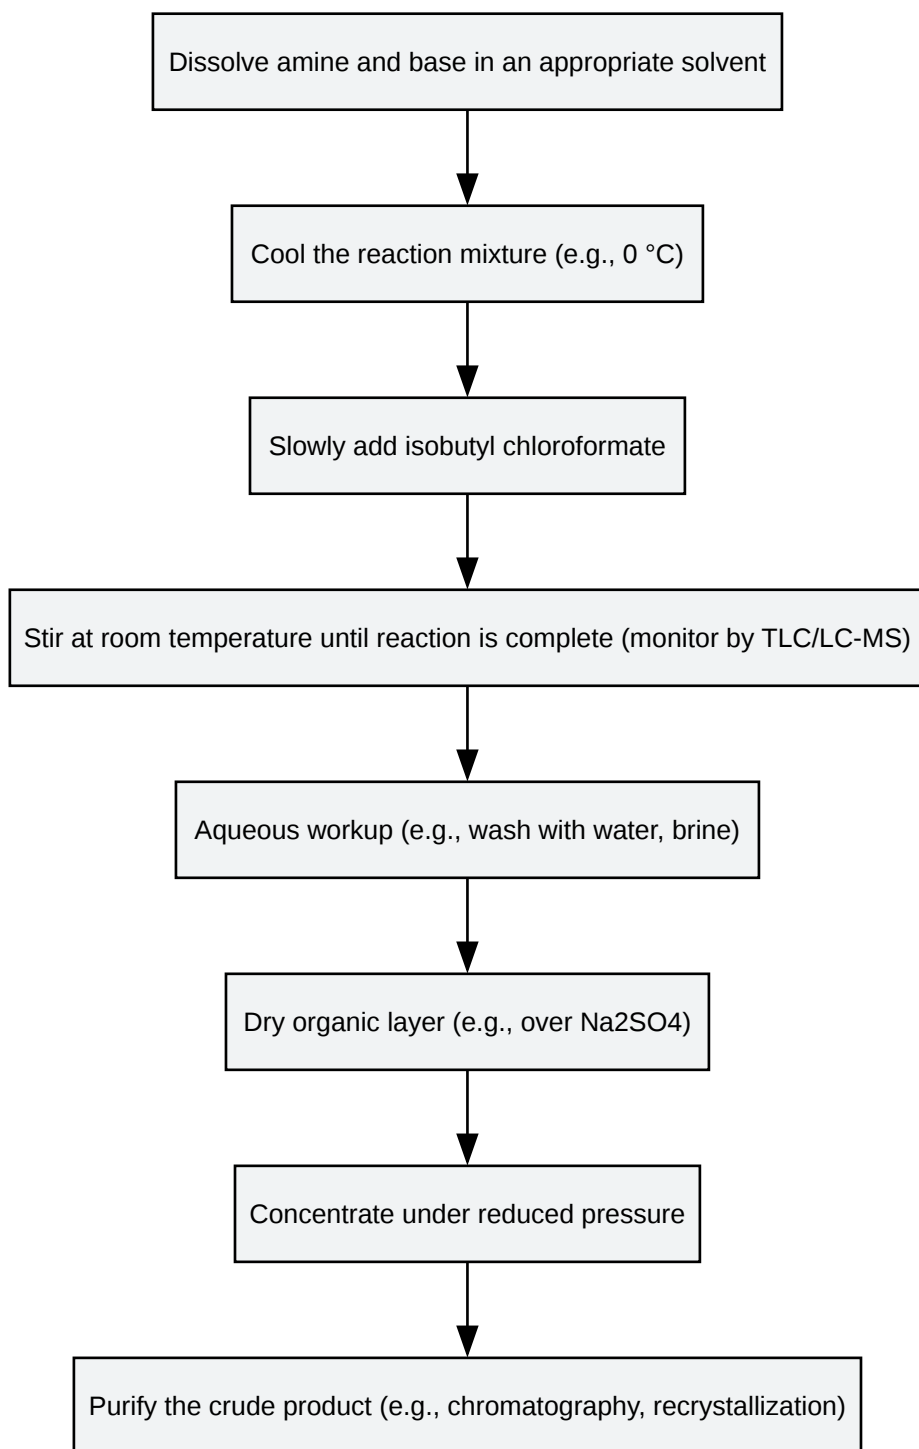 Dissolve amine and base in an appropriate solvent
Cool the reaction mixture (e.g., 0 °C)
Slowly add isobutyl chloroformate
Stir at room temperature until reaction is complete (monitor by TLC/LC-MS)
Aqueous workup (e.g., wash with water, brine)
Dry organic layer (e.g., over Na2SO4)
Concentrate under reduced pressure
Purify the crude product (e.g., chromatography, recrystallization)